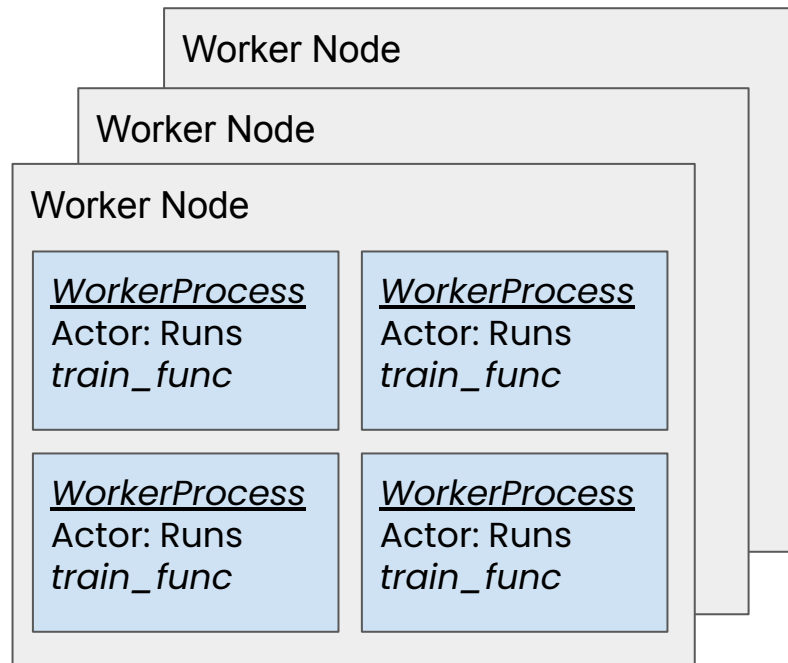 Worker Node
Worker Node
Worker Node
WorkerProcess
Actor: Runs
train_func
WorkerProcess
Actor: Runs
train_func
WorkerProcess
Actor: Runs
train_func
WorkerProcess
Actor: Runs
train_func